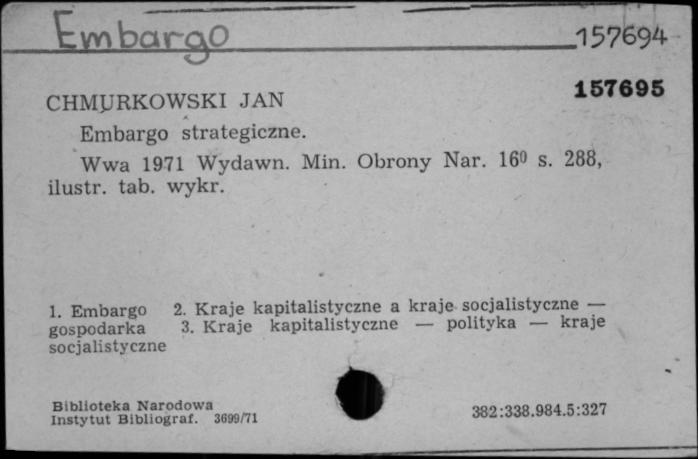 Embargo 157694
157695
CHMURKOWSKI JAN
Embargo strategiczne.
Wwa 1971 Wydawn. Min. Obrony Nar. 16⁰ s. 288,
ilustr. tab. wykr.
1. Embargo 2. Kraje kapitalistyczne a kraje socjalistyczne —
gospodarka 3. Kraje kapitalistyczne — polityka — kraje
socjalistyczne
Biblioteka Narodowa
Instytut Bibliograf. 3699/71
382:338.984.5:327